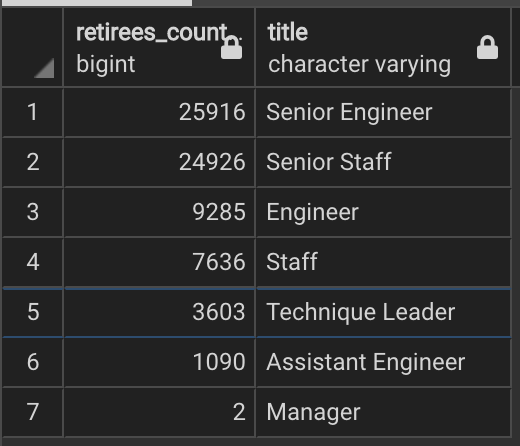 retirees_count..
bigint
title
character varying
1 25916 Senior Engineer
2 24926 Senior Staff
3 9285 Engineer
4 7636 Staff
5 3603 Technique Leader
6 1090 Assistant Engineer
7 2 Manager